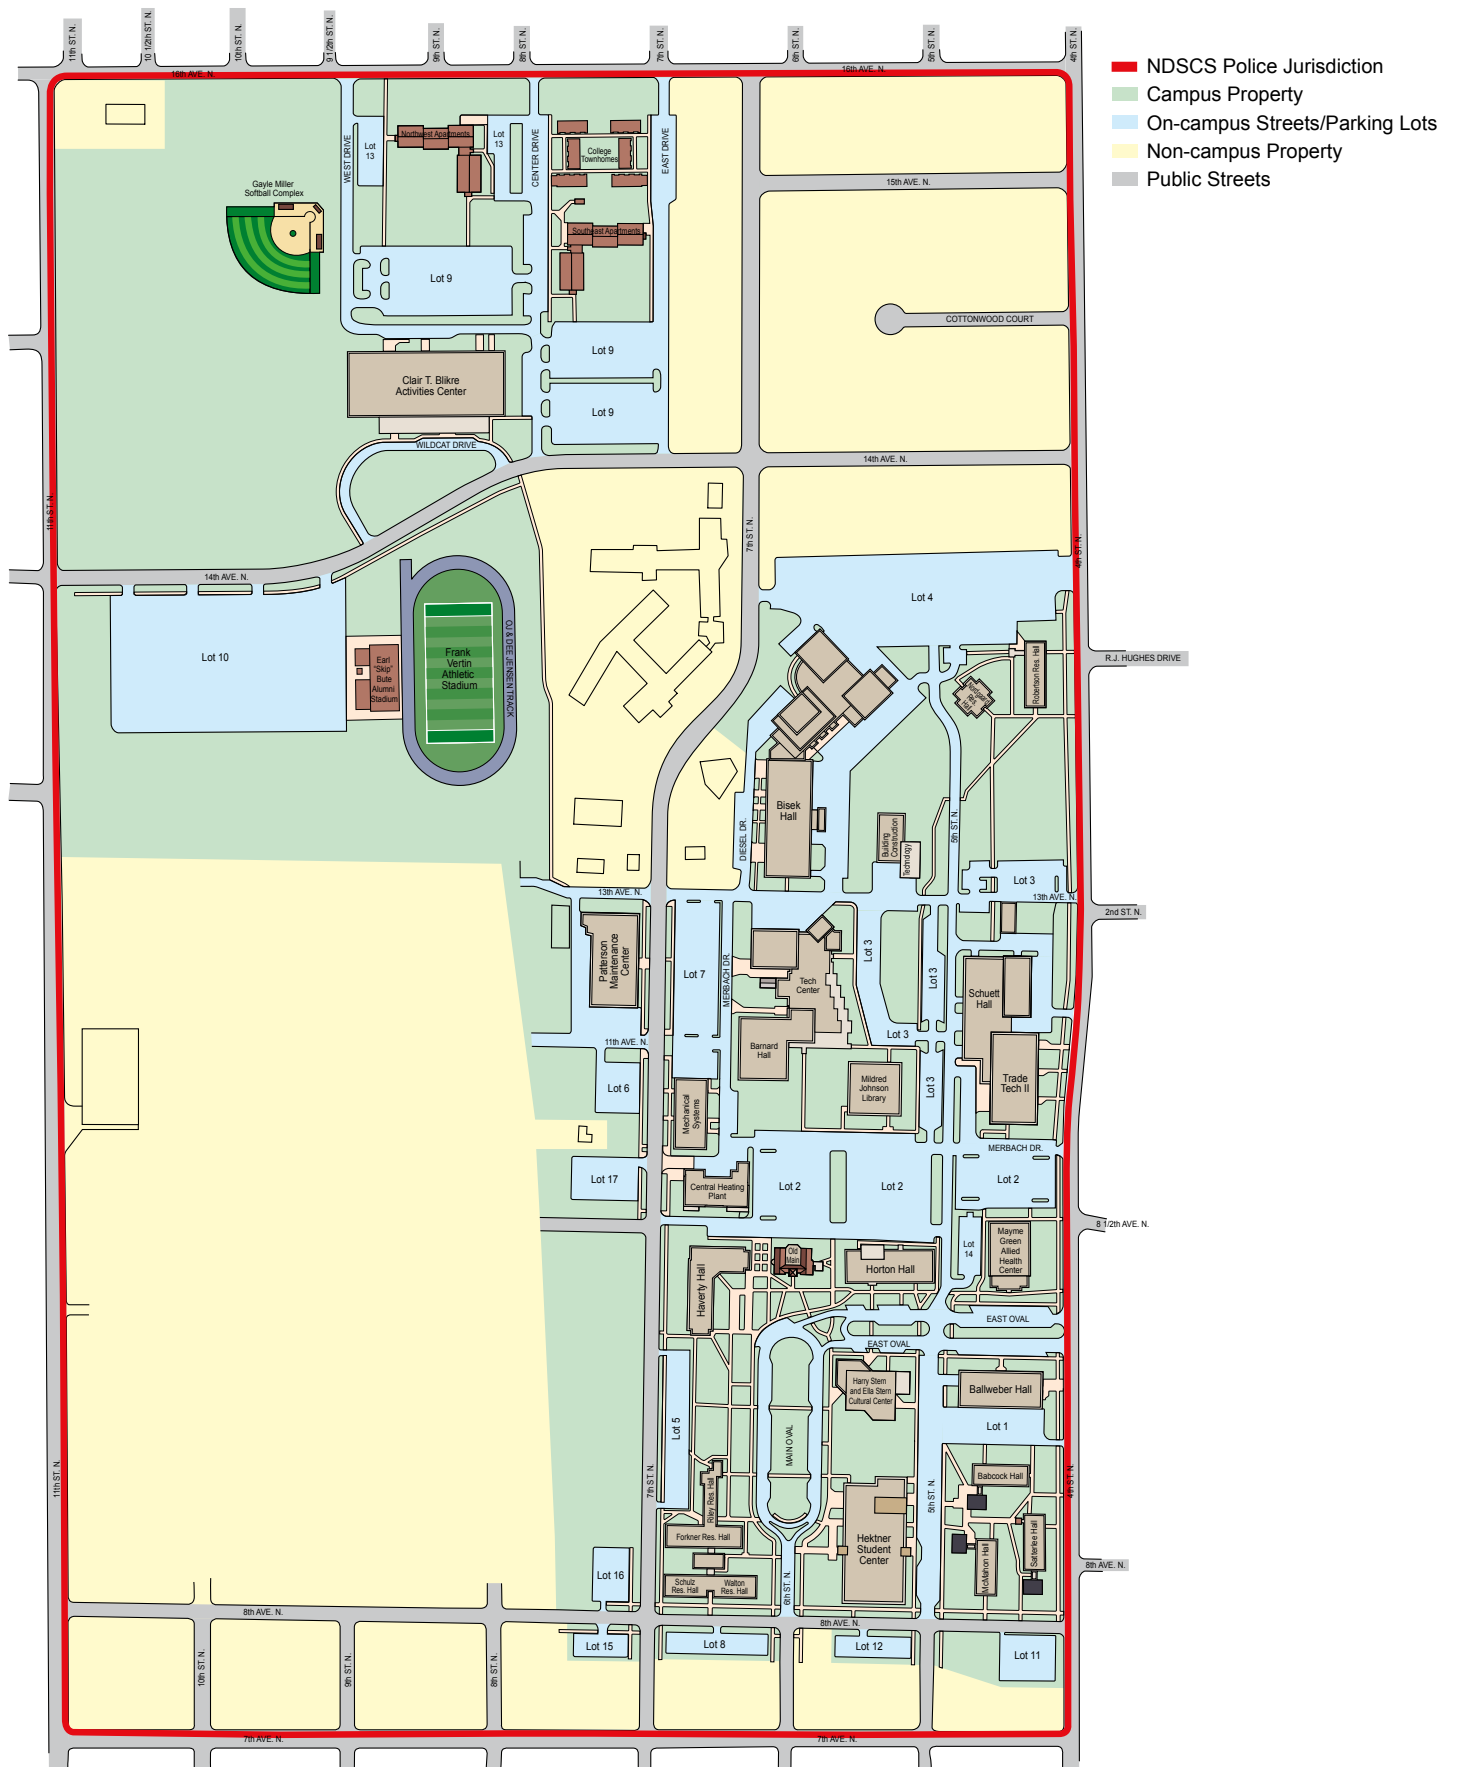 11th ST. N.
10 1/2th ST. N.
10th ST. N.
9 1/2th ST. N.
9th ST. N.
8th ST. N.
7th ST. N.
6th ST. N.
5th ST. N.
4th ST. N.
16th AVE. N.
16th AVE. N.
NDSCS Police Jurisdiction
Campus Property
On-campus Streets/Parking Lots
Non-campus Property
Public Streets
WEST DRIVE
Lot
13
Northwest Apartments
Lot
13
CENTER DRIVE
College
Townhomes
EAST DRIVE
15th AVE. N.
Gayle Miller
Softball Complex
Southeast Apartments
Lot 9
COTTONWOOD COURT
Lot 9
Clair T. Blikre
Activities Center
Lot 9
WILDCAT DRIVE
14th AVE. N.
11th ST. N.
7th ST. N.
4th ST. N.
14th AVE. N.
Lot 4
Lot 10
Earl
"Skip"
Bute
Alumni
Stadium
Frank
Vertin
Athletic
Stadium
OJ & DEE JENSEN TRACK
Nordgaard
Res.
Hall
Robertson Res. Hall
R.J. HUGHES DRIVE
Bisek
Hall
DIESEL DR.
Building
Construction
Technology
5th ST. N.
Lot 3
13th AVE. N.
13th AVE. N.
2nd ST. N.
Patterson
Maintenance
Center
Lot 7
MERBACH DR.
Tech
Center
Lot 3
Lot 3
Schuett
Hall
11th AVE. N.
Barnard
Hall
Lot 3
Lot 6
Mechanical
Systems
Mildred
Johnson
Library
Lot 3
Trade
Tech II
MERBACH DR.
Lot 17
Central Heating
Plant
Lot 2
Lot 2
Lot 2
8 1/2th AVE. N.
Haverty Hall
Old
Main
Horton Hall
Lot
14
Mayme
Green
Allied
Health
Center
EAST OVAL
EAST OVAL
Harry Stern
and Ella Stern
Cultural Center
Ballweber Hall
Lot 5
MAIN OVAL
Lot 1
11th ST. N.
7th ST. N.
Riley Res. Hall
5th ST. N.
Babcock Hall
4th ST. N.
Forkner Res. Hall
Hektner
Student
Center
McMahon Hall
Satterlee Hall
8th AVE. N.
Lot 16
Schulz
Res. Hall
Walton
Res. Hall
6th ST. N.
8th AVE. N.
8th AVE. N.
Lot 15
Lot 8
Lot 12
Lot 11
10th ST. N.
9th ST. N.
8th ST. N.
7th AVE. N.
7th AVE. N.